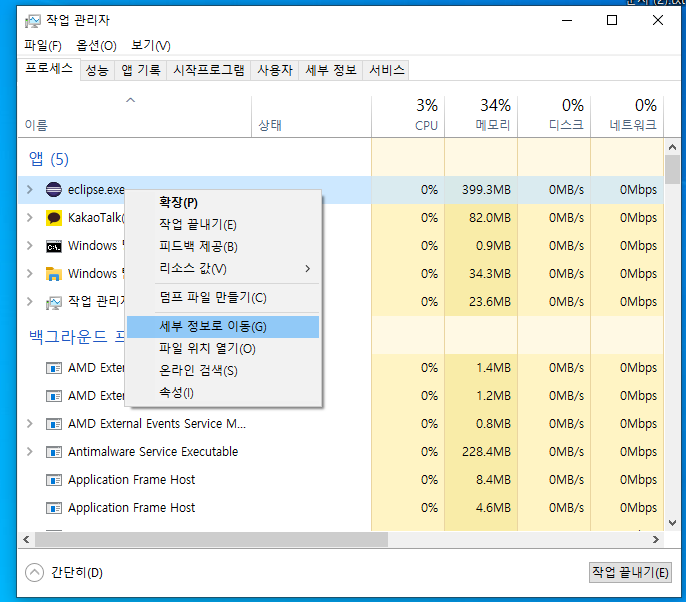 작업 관리자
파일(F) 옵션(O) 보기(V)
프로세스 성능 앱 기록 시작프로그램 사용자 세부 정보 서비스
3% 34% 0% 0%
이름 상태 CPU 메모리 디스크 네트워크
앱 (5)
eclipse.exe 0% 399.3MB 0MB/s 0Mbps
확장(P)
KakaoTalk 0% 82.0MB 0MB/s 0Mbps
작업 끝내기(E)
Windows 0% 0.9MB 0MB/s 0Mbps
피드백 제공(B)
리소스 값(V)
Windows 0% 34.3MB 0MB/s 0Mbps
덤프 파일 만들기(C)
작업 관리자 0% 23.6MB 0MB/s 0Mbps
세부 정보로 이동(G)
백그라운드
파일 위치 열기(O)
AMD 0% 1.4MB 0MB/s 0Mbps
온라인 검색(S)
속성(I)
AMD 0% 1.2MB 0MB/s 0Mbps
AMD External Events Service M... 0% 0.8MB 0MB/s 0Mbps
Antimalware Service Executable 0% 228.4MB 0MB/s 0Mbps
Application Frame Host 0% 8.4MB 0MB/s 0Mbps
Application Frame Host 0% 4.6MB 0MB/s 0Mbps
간단히(D) 작업 끝내기(E)